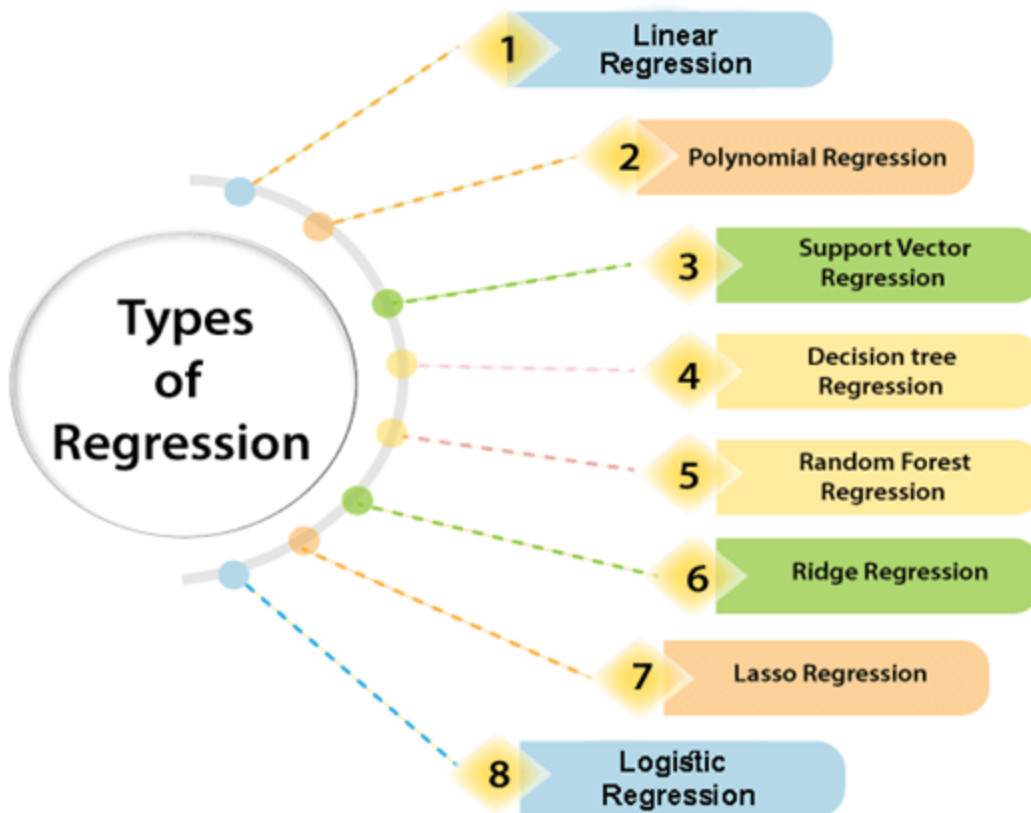 Types
of
Regression
1
Linear
Regression
2
Polynomial Regression
3
Support Vector
Regression
4
Decision tree
Regression
5
Random Forest
Regression
6
Ridge Regression
7
Lasso Regression
8
Logistic
Regression